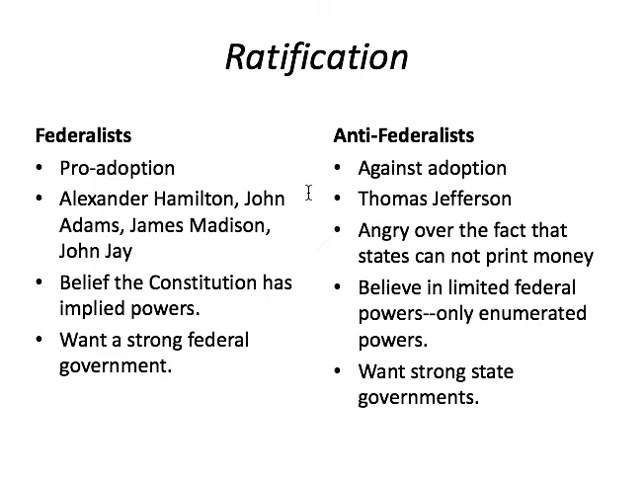 Ratification
Federalists
• Pro-adoption
• Alexander Hamilton, John
Adams, James Madison,
John Jay
• Belief the Constitution has
implied powers.
• Want a strong federal
government.
Anti-Federalists
• Against adoption
• Thomas Jefferson
• Angry over the fact that
states can not print money
• Believe in limited federal
powers--only enumerated
powers.
• Want strong state
governments.